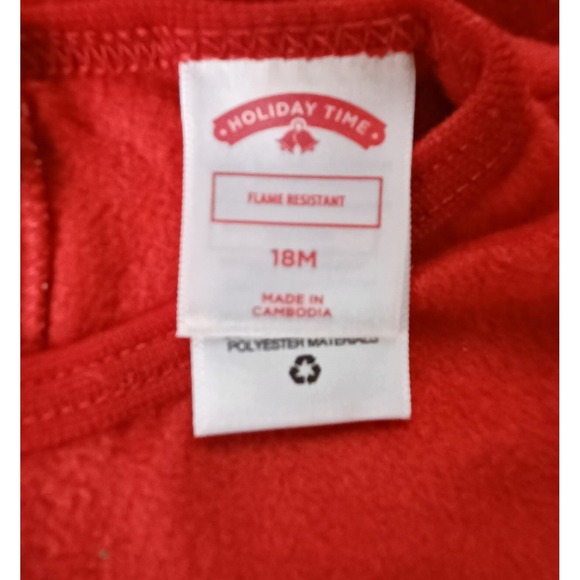 HOLIDAY TIME
FLAME RESISTANT
18M
MADE IN
CAMBODIA
POLYESTER MATERIALS